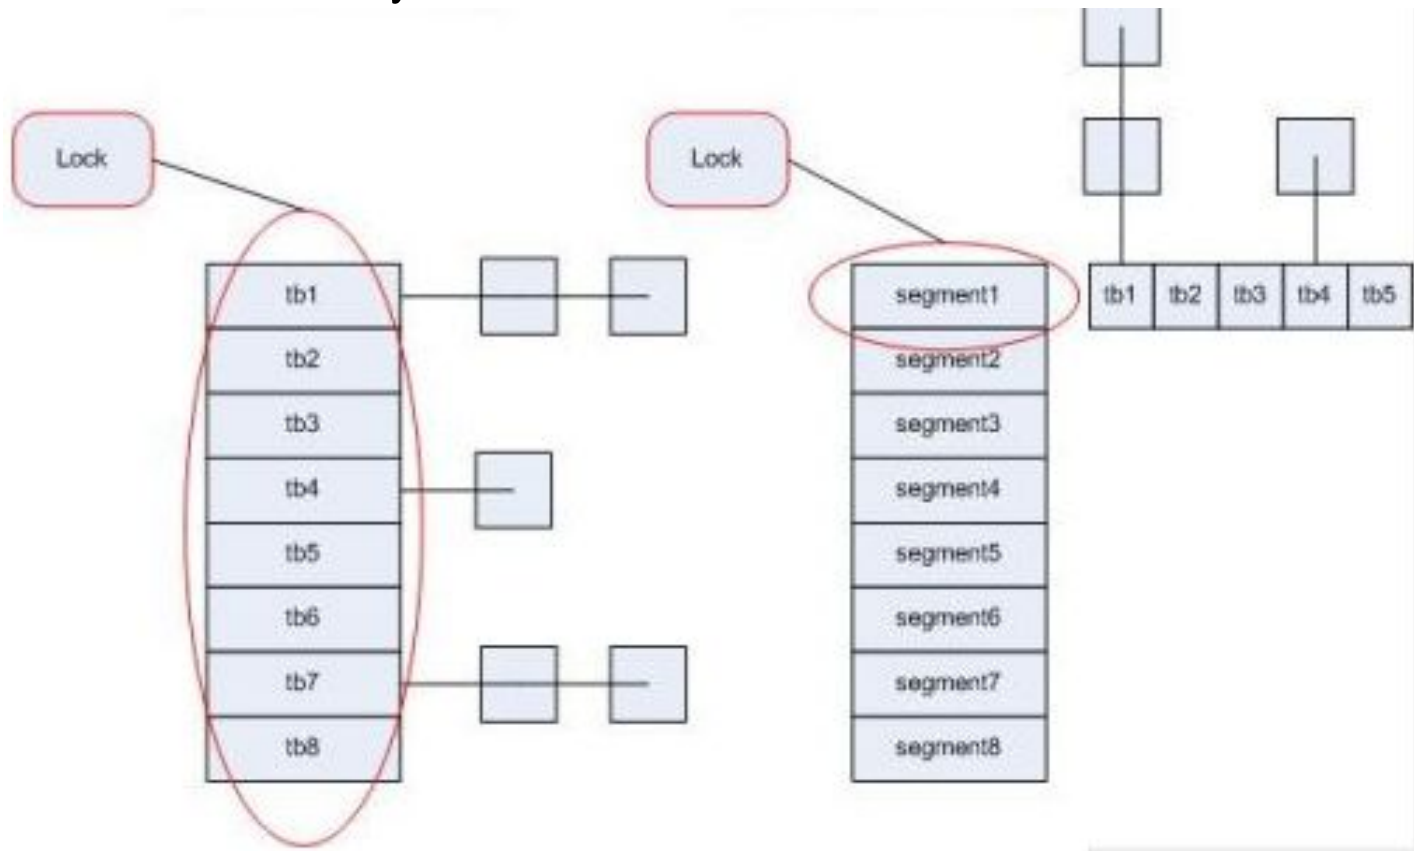 Lock
tb1
tb2
tb3
tb4
tb5
tb6
tb7
tb8
Lock
segment1
segment2
segment3
segment4
segment5
segment6
segment7
segment8
tb1 tb2 tb3 tb4 tb5